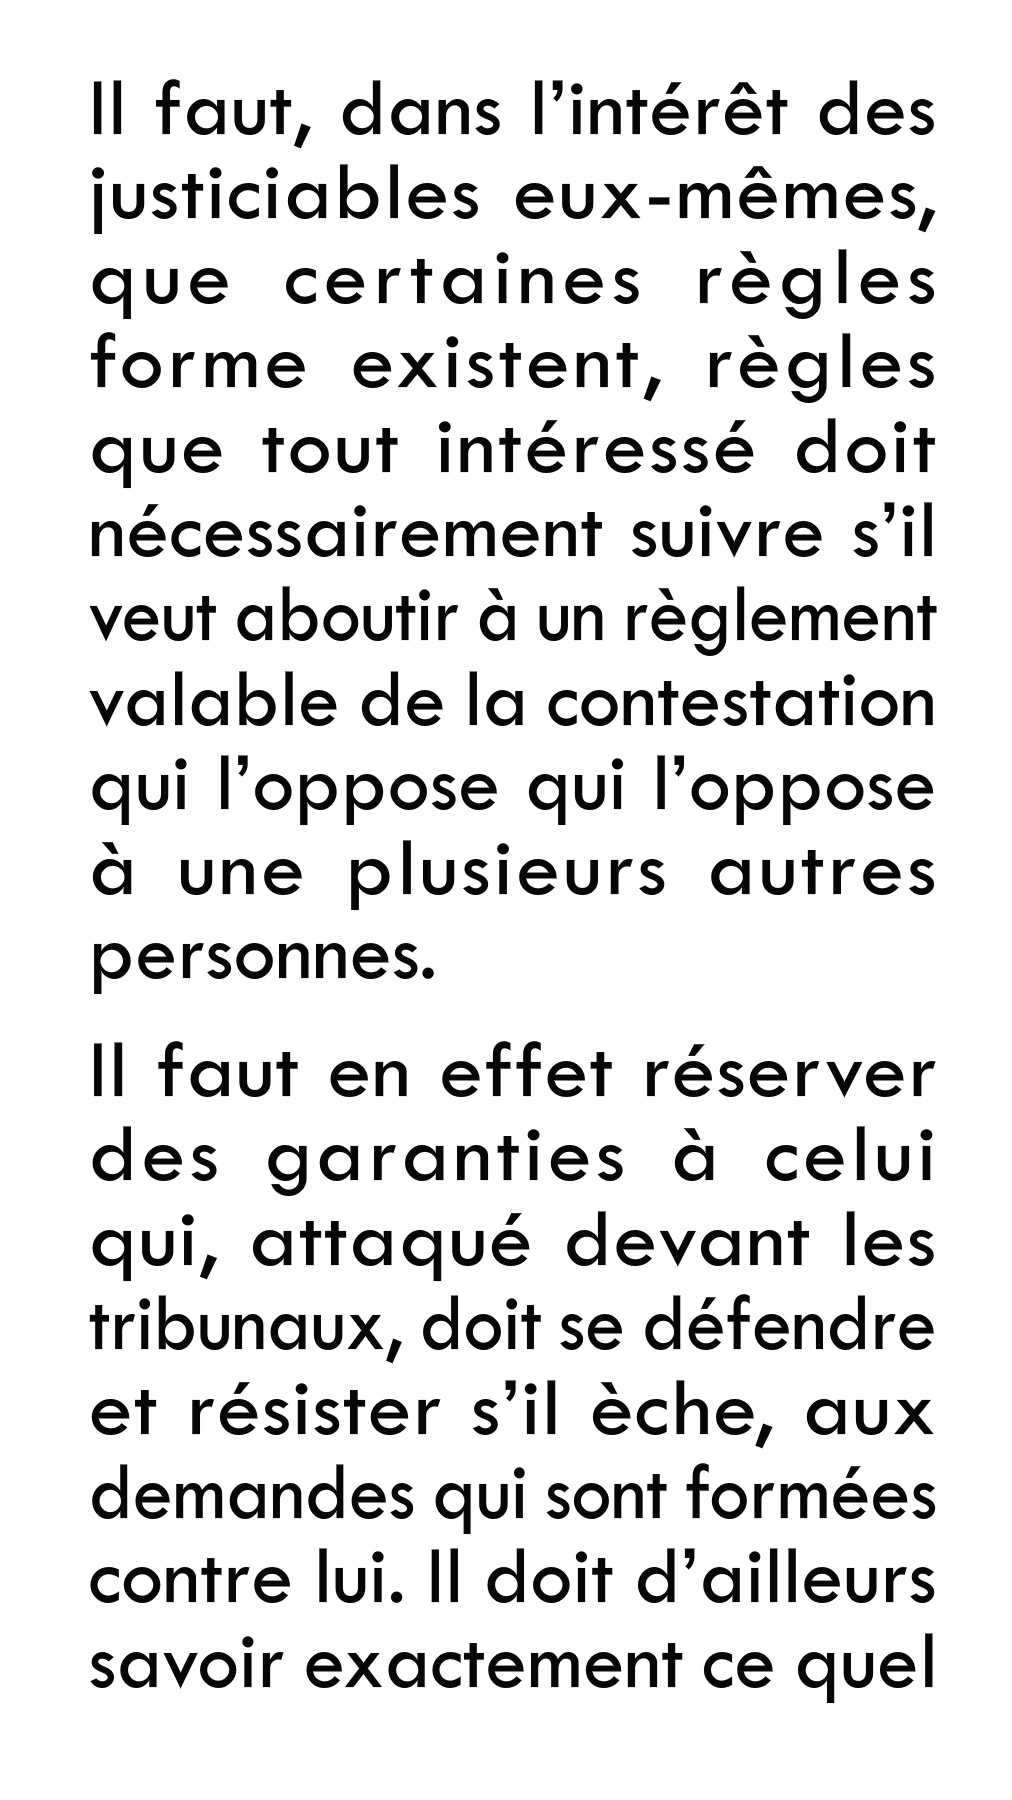 Il faut, dans l’intérêt des
justiciables eux-mêmes,
que certaines règles
forme existent, règles
que tout intéressé doit
nécessairement suivre s’il
veut aboutir à un règlement
valable de la contestation
qui l’oppose qui l’oppose
à une plusieurs autres
personnes.
Il faut en effet réserver
des garanties à celui
qui, attaqué devant les
tribunaux, doit se défendre
et résister s’il èche, aux
demandes qui sont formées
contre lui. Il doit d’ailleurs
savoir exactement ce quel